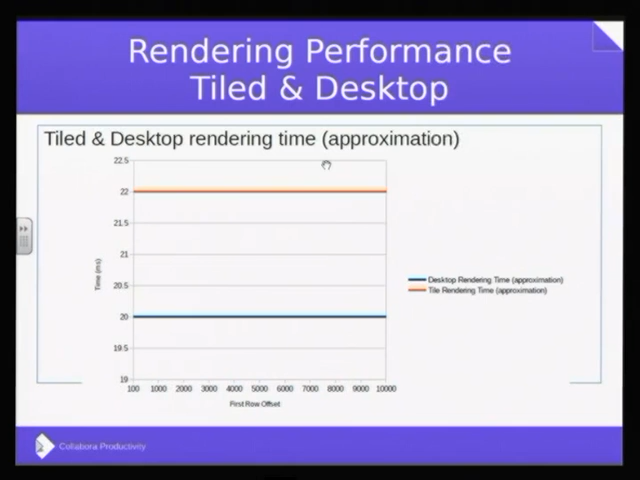 Rendering Performance
Tiled & Desktop
Tiled & Desktop rendering time (approximation)
22.5
22
21.5
21
20.5
20
19.5
19
Time (ms)
100 1000 2000 3000 4000 5000 6000 7000 8000 9000 10000
First Row Offset
Desktop Rendering Time (approximation)
Tile Rendering Time (approximation)
Collabora Productivity